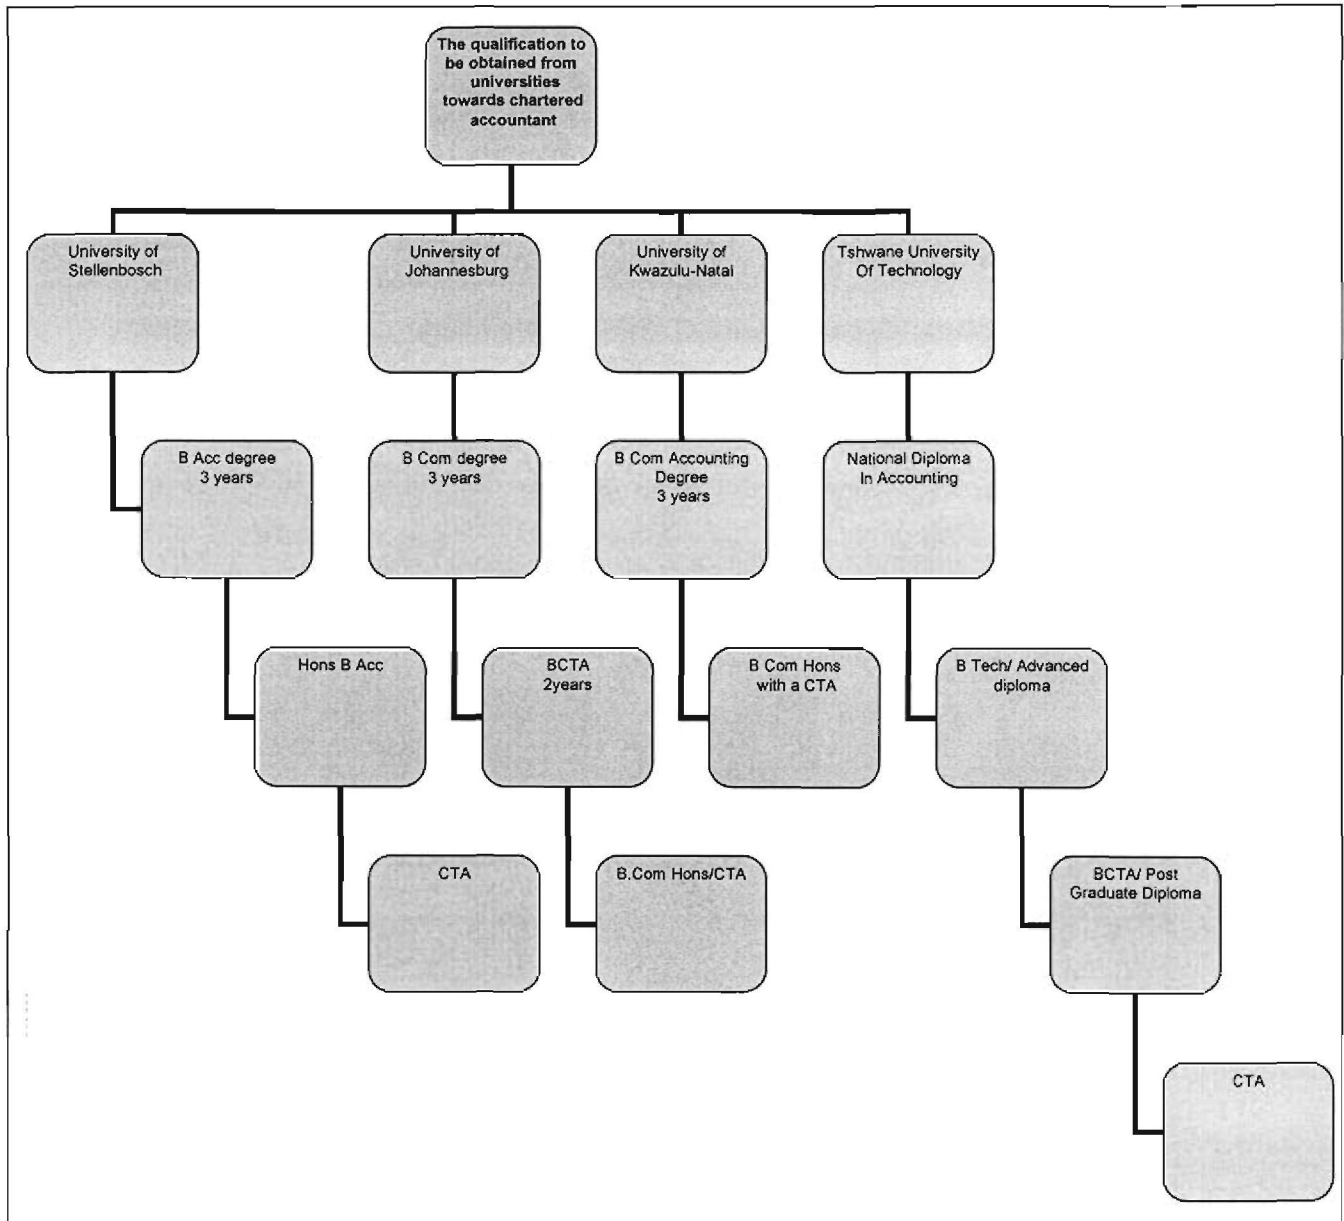 The qualification to
be obtained from
universities
towards chartered
accountant
University of
Stellenbosch
University of
Johannesburg
University of
Kwazulu-Natal
Tshwane University
Of Technology
B Acc degree
3 years
B Com degree
3 years
B Com Accounting
Degree
3 years
National Diploma
In Accounting
Hons B Acc
BCTA
2years
B Com Hons
with a CTA
B Tech/ Advanced
diploma
CTA
B.Com Hons/CTA
BCTA/ Post
Graduate Diploma
CTA